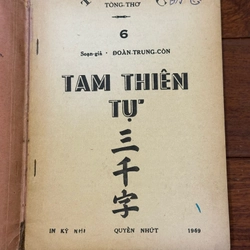 TÒNG-THƠ
6
Soạn-giả • ĐOÀN-TRUNG-CÒN
TAM THIÊN
TỰ
三
千
字
IN KỲ NHÌ
QUYỂN NHỨT
1969